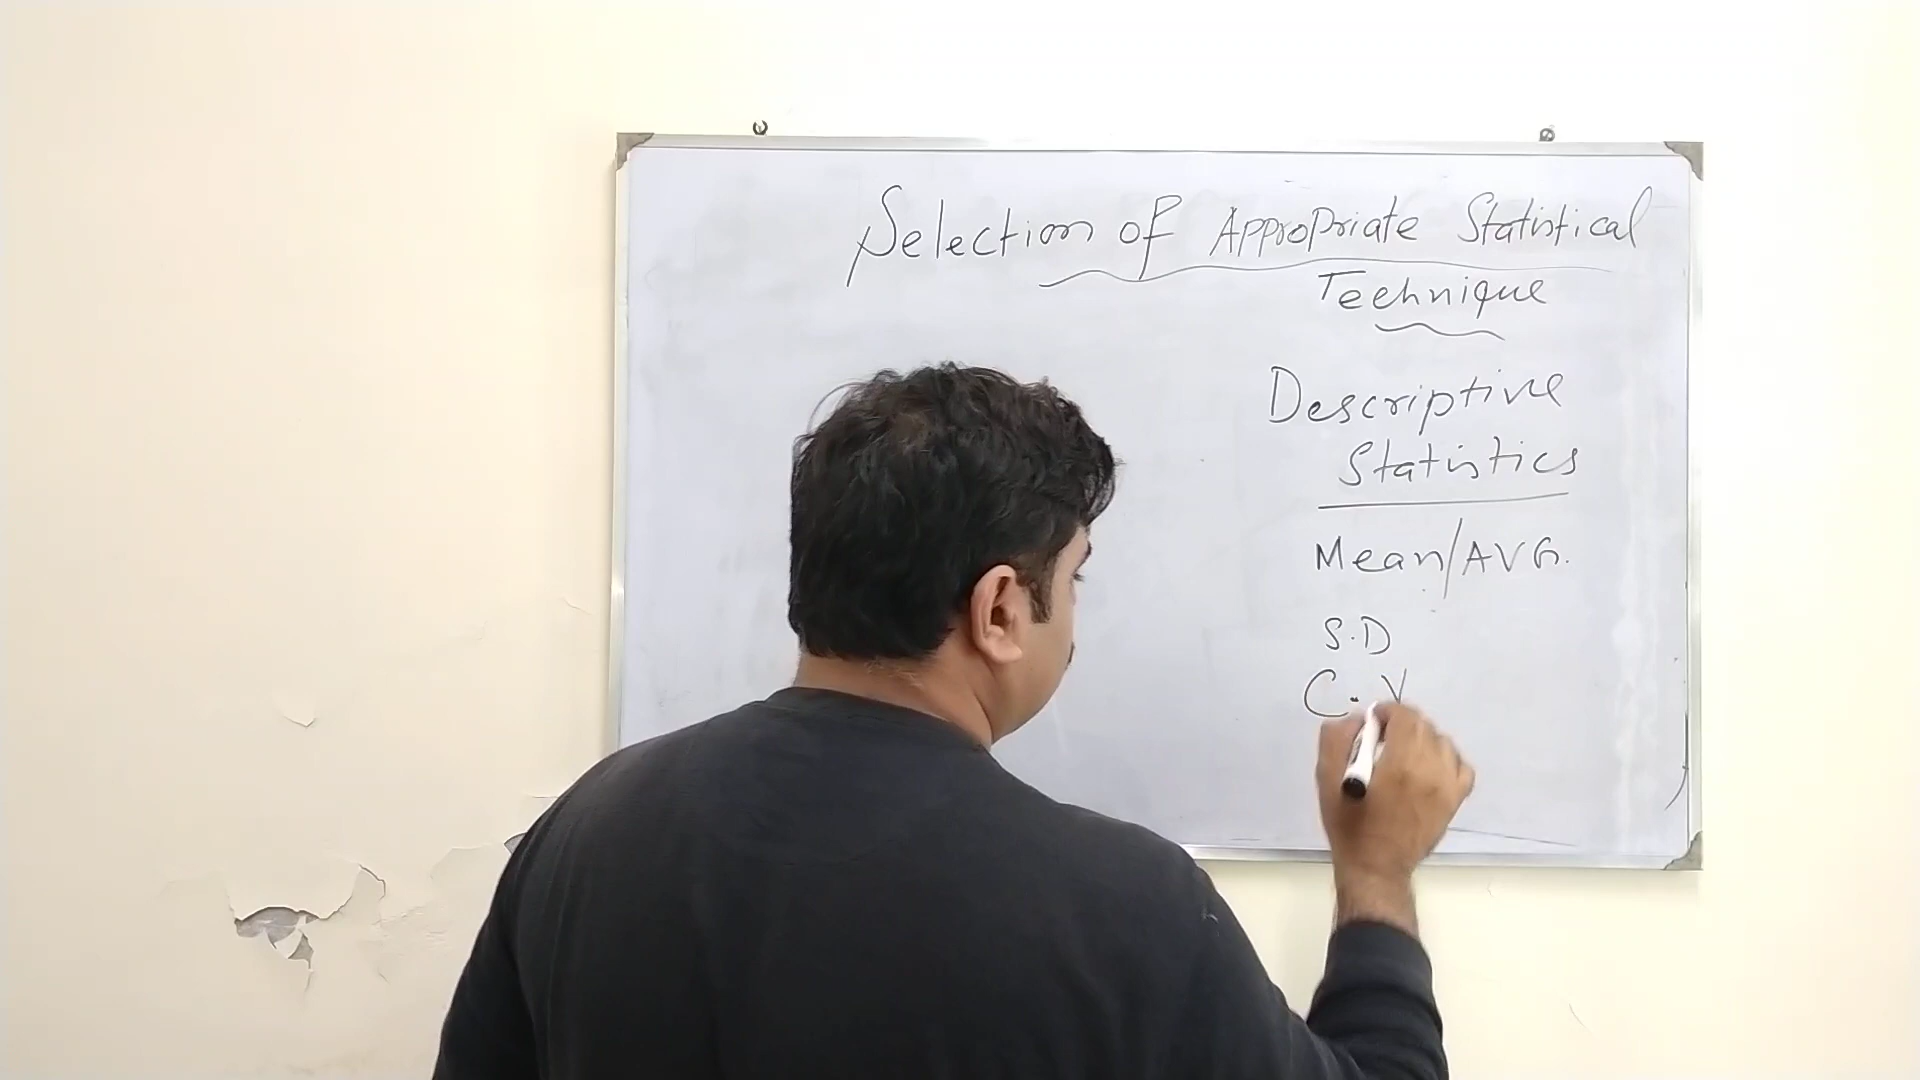 Selection of Appropriate Statistical
Technique
Descriptive
Statistics
Mean/AVG.
S.D
C.V